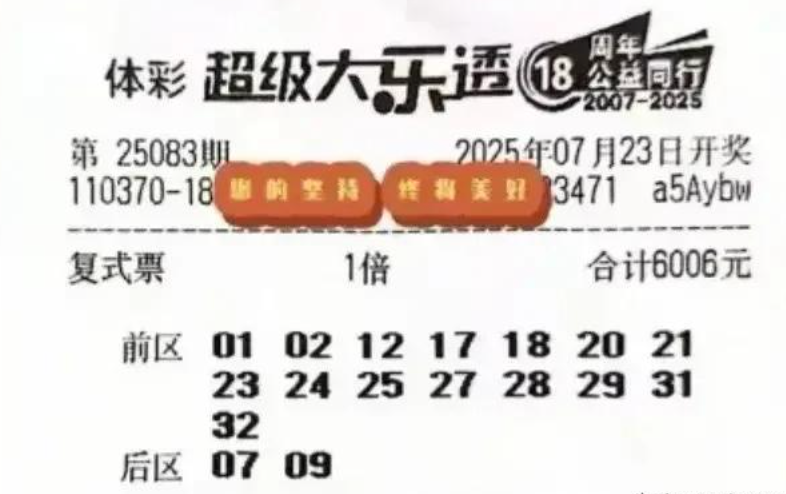 体彩 超级大乐透 18周年 公益同行 2007-2025
第 25083期 2025年07月23日开奖
110370-18 的坚持 终将美好 3471 a5Aybw
复式票 1倍 合计6006元
前区 01 02 12 17 18 20 21
23 24 25 27 28 29 31
32
后区 07 09